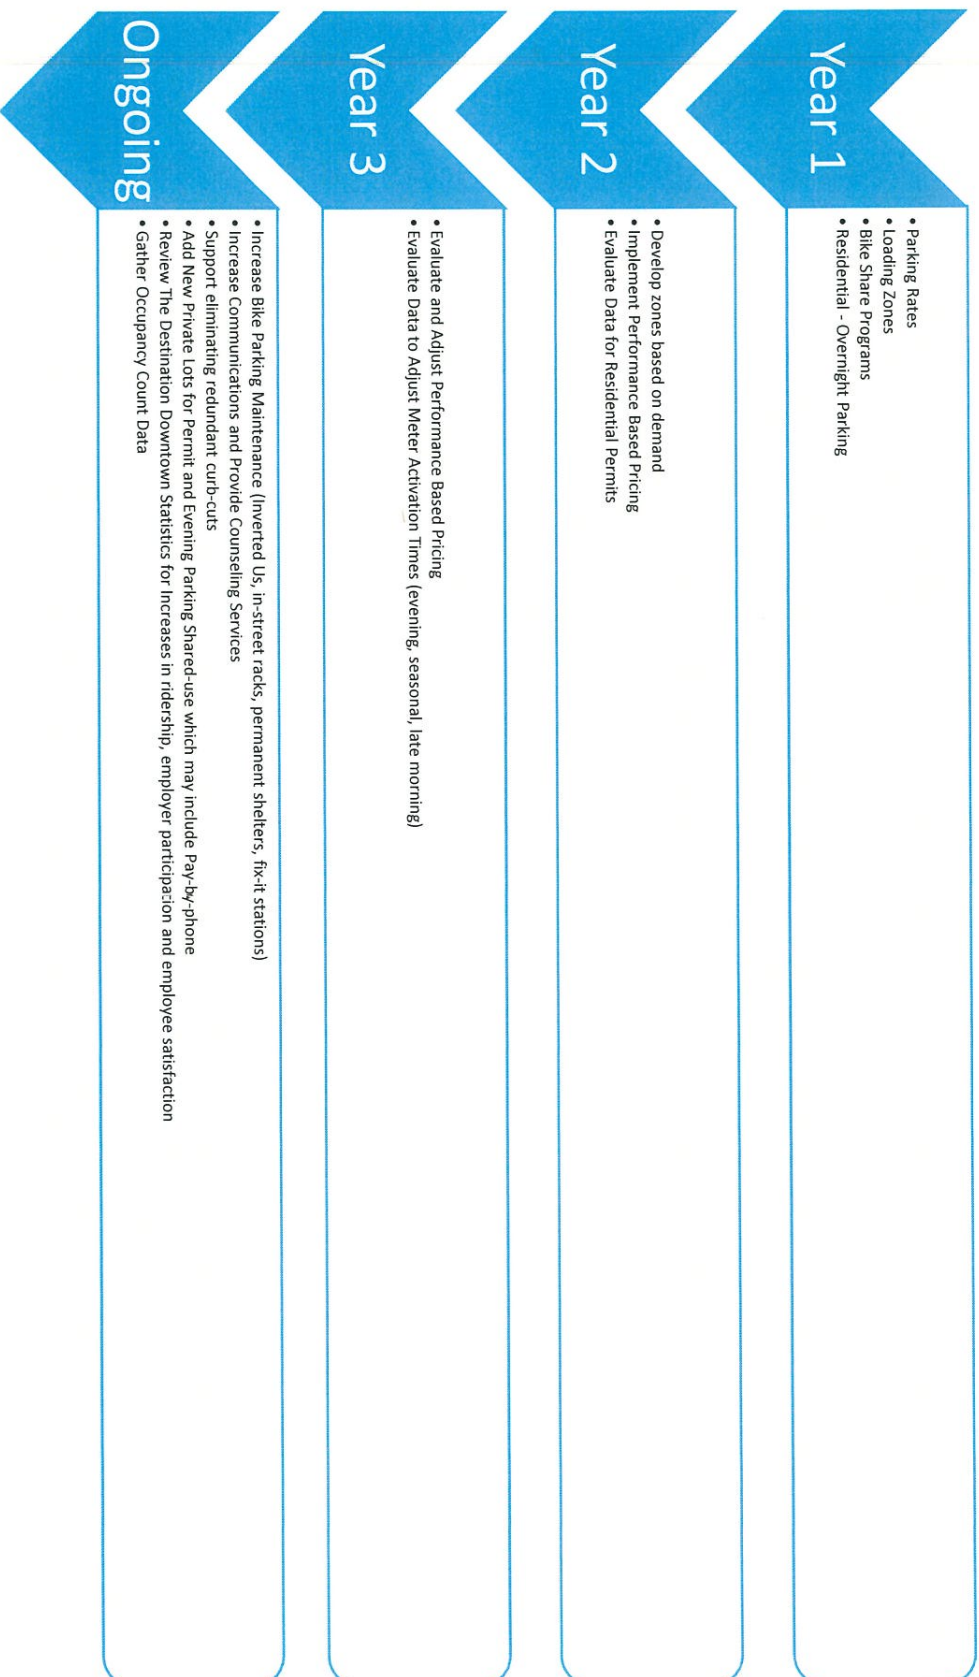 Year 1
• Parking Rates
• Loading Zones
• Bike Share Programs
• Residential - Overnight Parking
Year 2
• Develop zones based on demand
• Implement Performance Based Pricing
• Evaluate Data for Residential Permits
Year 3
• Evaluate and Adjust Performance Based Pricing
• Evaluate Data to Adjust Meter Activation Times (evening, seasonal, late morning)
Ongoing
• Increase Bike Parking Maintenance (Inverted Us, in-street racks, permanent shelters, fix-it stations)
• Increase Communications and Provide Counseling Services
• Support eliminating redundant curb-cuts
• Add New Private Lots for Permit and Evening Parking Shared-use which may include Pay-by-phone
• Review The Destination Downtown Statistics for Increases in ridership, employer participation and employee satisfaction
• Gather Occupancy Count Data